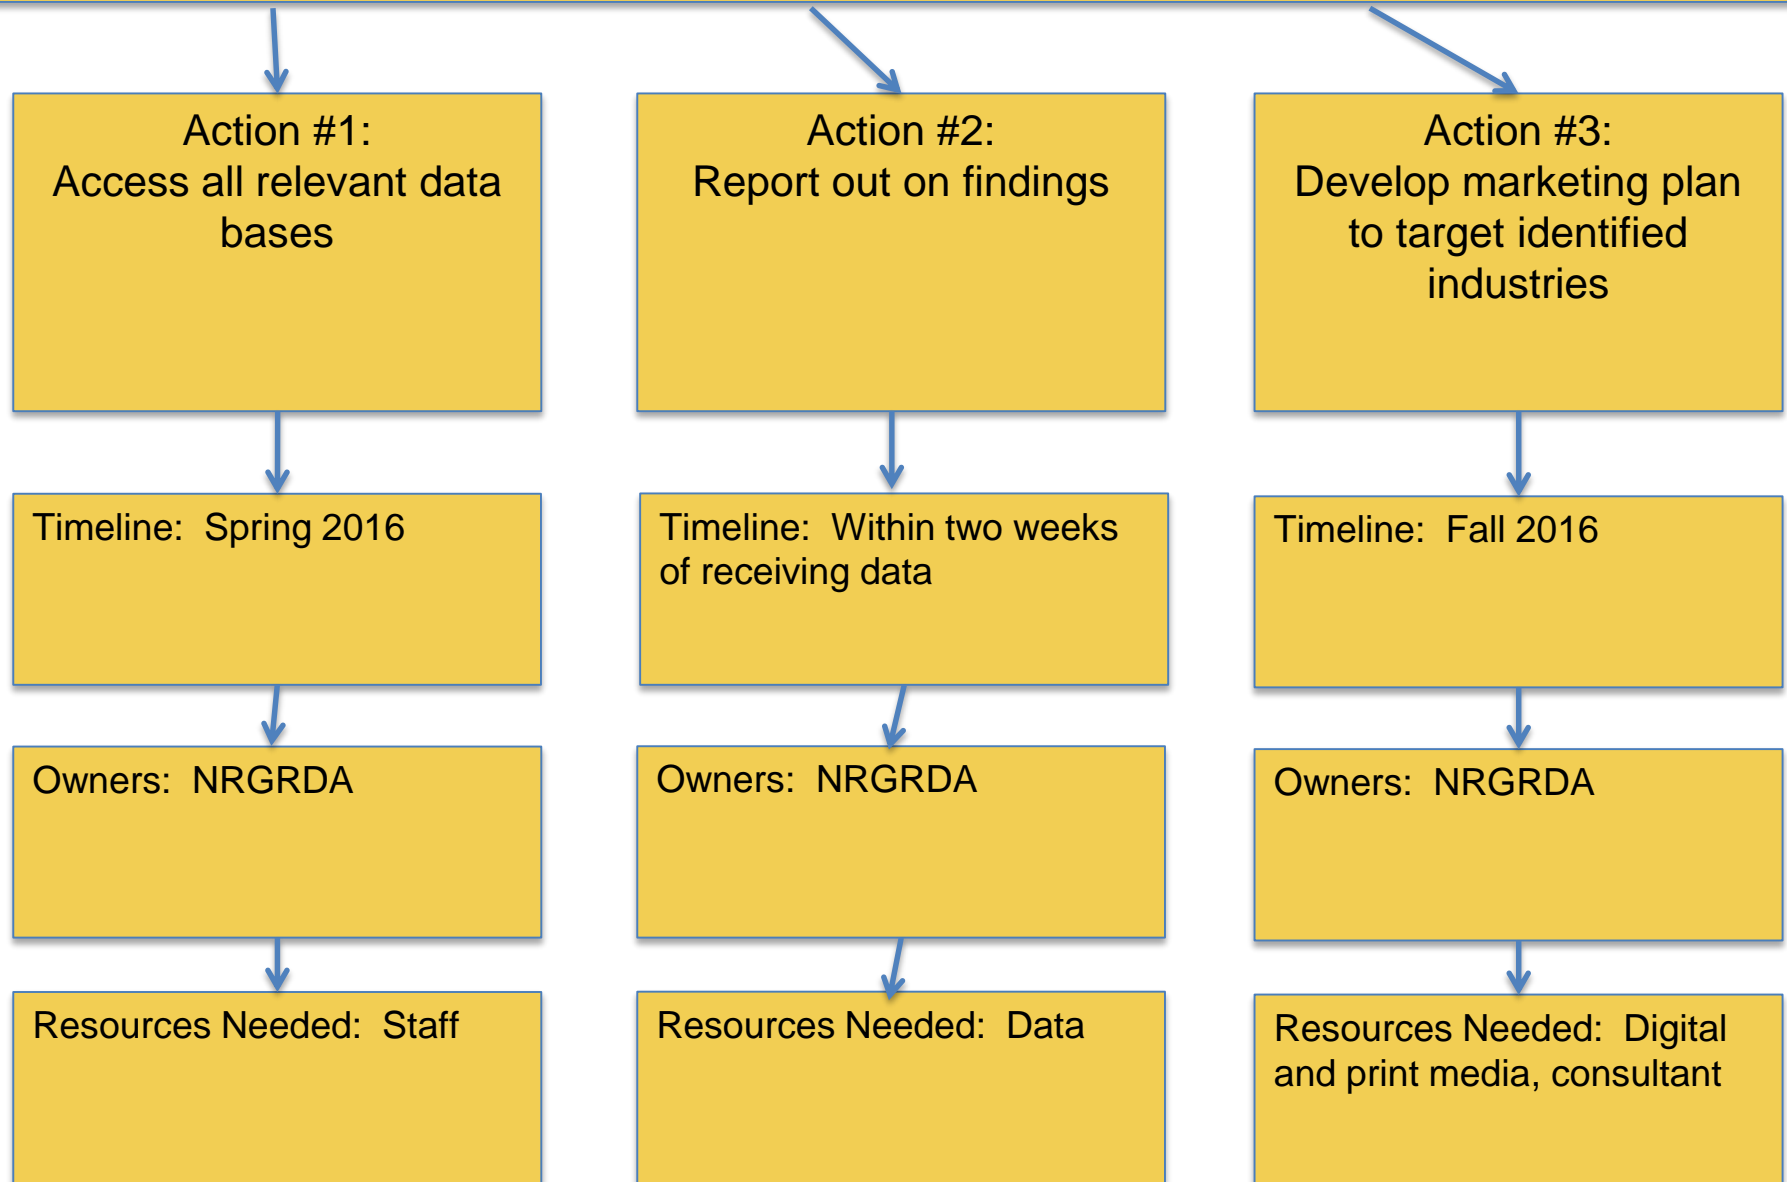 Action #1:
Access all relevant data
bases
Timeline: Spring 2016
Owners: NRGRDA
Resources Needed: Staff
Action #2:
Report out on findings
Timeline: Within two weeks
of receiving data
Owners: NRGRDA
Resources Needed: Data
Action #3:
Develop marketing plan
to target identified
industries
Timeline: Fall 2016
Owners: NRGRDA
Resources Needed: Digital
and print media, consultant